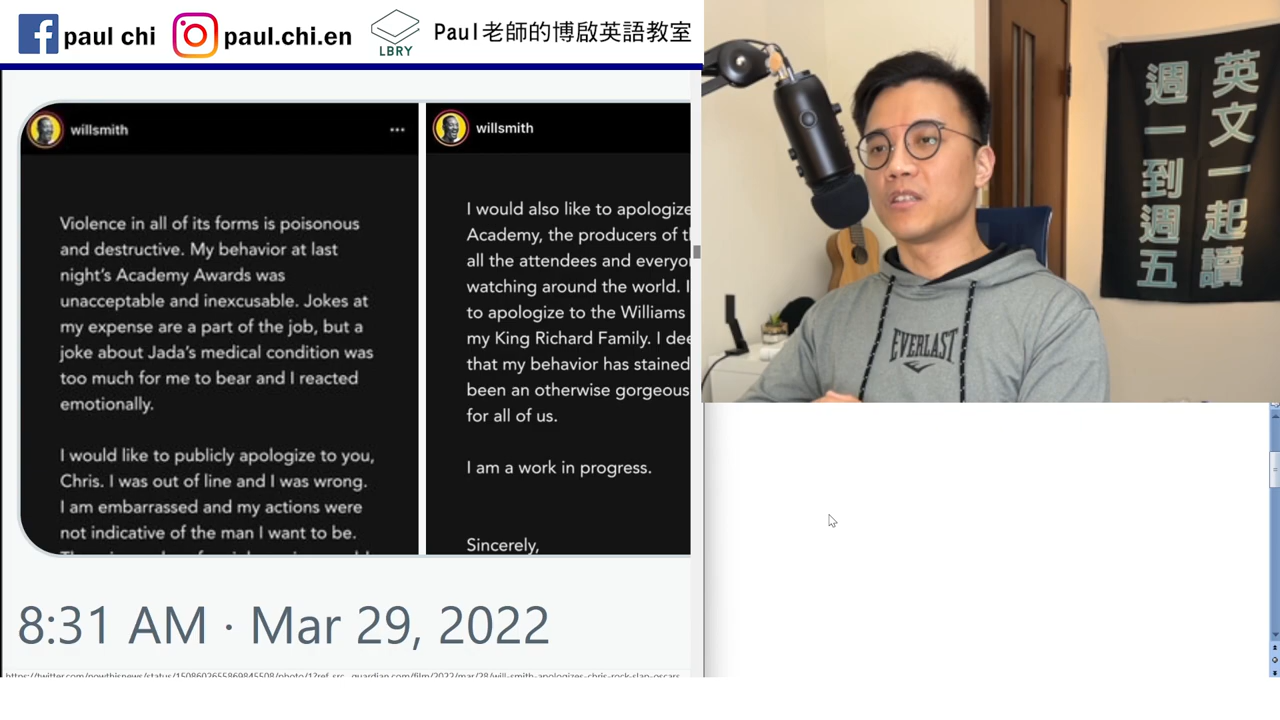 paul chi
paul.chi.en
LBRY
Paul老師的博啟英語教室
willsmith
Violence in all of its forms is poisonous
and destructive. My behavior at last
night's Academy Awards was
unacceptable and inexcusable. Jokes at
my expense are a part of the job, but a
joke about Jada's medical condition was
too much for me to bear and I reacted
emotionally.
I would like to publicly apologize to you,
Chris. I was out of line and I was wrong.
I am embarrassed and my actions were
not indicative of the man I want to be.
willsmith
I would also like to apologize
Academy, the producers of
all the attendees and
watching around the world. I
to apologize to the Williams
my King Richard Family. I
that my behavior has stained
been an otherwise gorgeous
for all of us.
I am a work in progress.
Sincerely,
8:31 AM · Mar 29, 2022
英文一起讀
週一到週五
EVERLAST